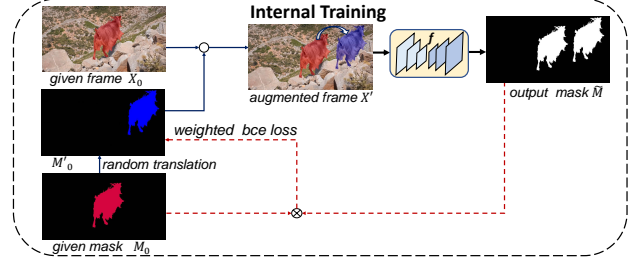 Internal Training
f
given frame X₀
augmented frame X'
output mask M̄
weighted bce loss
M'₀
random translation
given mask M₀